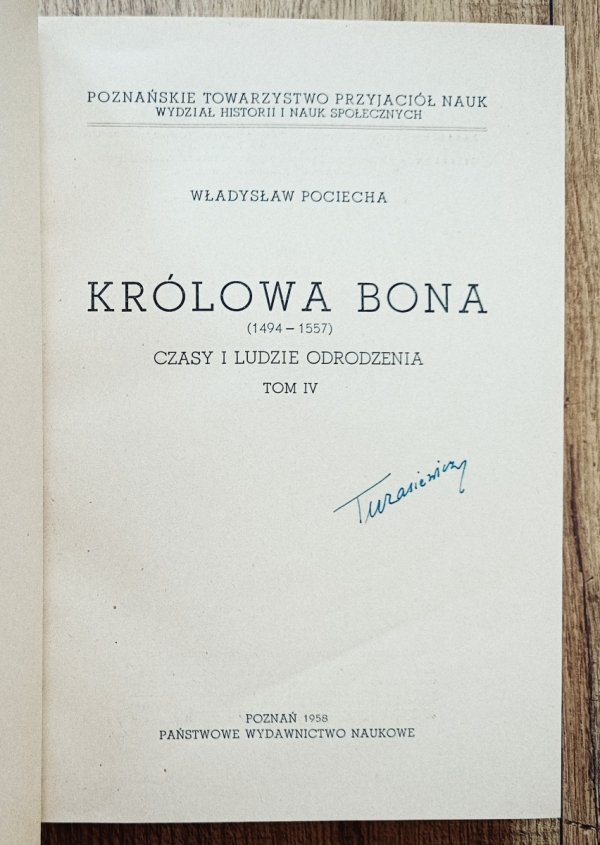 POZNAŃSKIE TOWARZYSTWO PRZYJACIÓŁ NAUK
WYDZIAŁ HISTORII I NAUK SPOŁECZNYCH
WŁADYSŁAW POCIECHA
KRÓLOWA BONA
(1494 – 1557)
CZASY I LUDZIE ODRODZENIA
TOM IV
Turasiewicz
POZNAŃ 1958
PAŃSTWOWE WYDAWNICTWO NAUKOWE